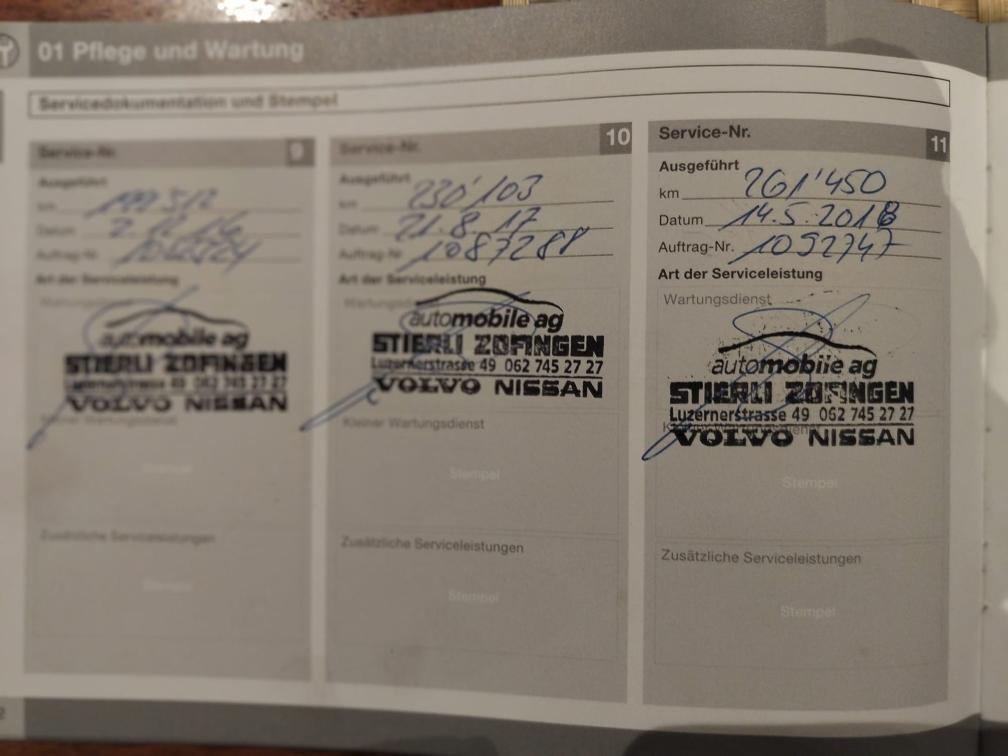 01 Pflege und Wartung
Servicedokumentation und Stempel
Service-Nr. 9
Ausgeführt
km
Datum
Auftrag-Nr.
Art der Serviceleistung
automobile ag
STIERLI ZOFINGEN
Luzernerstrasse 49 062 745 27 27
VOLVO NISSAN
Kleiner Wartungsdienst
Stempel
Zusätzliche Serviceleistungen
Stempel
Service-Nr. 10
Ausgeführt
km 230'103
Datum 21.8.17
Auftrag-Nr. 1087288
Art der Serviceleistung
automobile ag
STIERLI ZOFINGEN
Luzernerstrasse 49 062 745 27 27
VOLVO NISSAN
Kleiner Wartungsdienst
Stempel
Zusätzliche Serviceleistungen
Stempel
Service-Nr. 11
Ausgeführt
km 261'450
Datum 14.5.2018
Auftrag-Nr. 1092747
Art der Serviceleistung
Wartungsdienst
automobile ag
STIERLI ZOFINGEN
Luzernerstrasse 49 062 745 27 27
VOLVO NISSAN
Stempel
Zusätzliche Serviceleistungen
Stempel